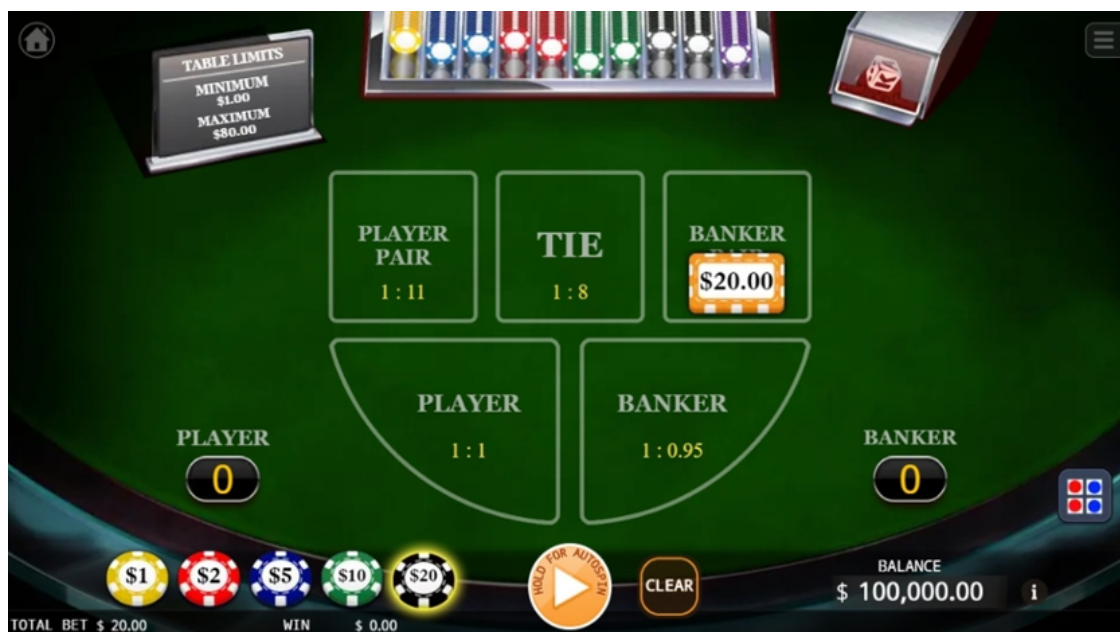 TABLE LIMITS
MINIMUM
$1.00
MAXIMUM
$80.00
PLAYER
PAIR
1 : 11
TIE
1 : 8
BANKER
$20.00
PLAYER
1 : 1
BANKER
1 : 0.95
PLAYER
0
BANKER
0
$1
$2
$5
$10
$20
HOLD FOR AUTOSPIN
CLEAR
BALANCE
$ 100,000.00
i
TOTAL BET $ 20.00
WIN $ 0.00